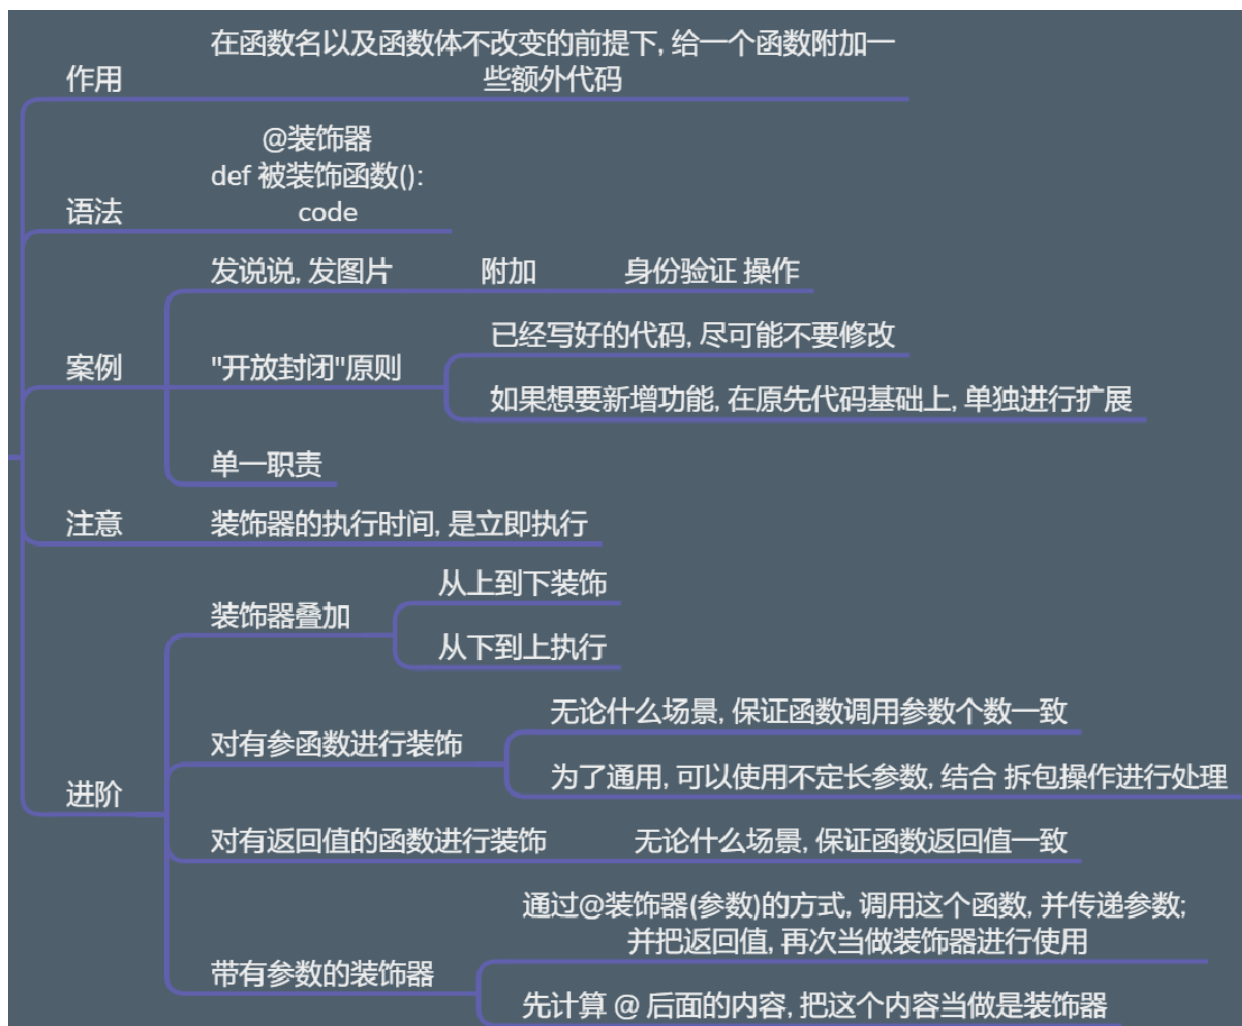 在函数名以及函数体不改变的前提下, 给一个函数附加一
些额外代码
作用
@装饰器
def 被装饰函数():
code
语法
发说说, 发图片 附加 身份验证 操作
已经写好的代码, 尽可能不要修改
案例 "开放封闭"原则
如果想要新增功能, 在原先代码基础上, 单独进行扩展
单一职责
注意 装饰器的执行时间, 是立即执行
从上到下装饰
装饰器叠加
从下到上执行
无论什么场景, 保证函数调用参数个数一致
对有参函数进行装饰
为了通用, 可以使用不定长参数, 结合 拆包操作进行处理
进阶
对有返回值的函数进行装饰 无论什么场景, 保证函数返回值一致
通过@装饰器(参数)的方式, 调用这个函数, 并传递参数;
并把返回值, 再次当做装饰器进行使用
带有参数的装饰器
先计算 @ 后面的内容, 把这个内容当做是装饰器